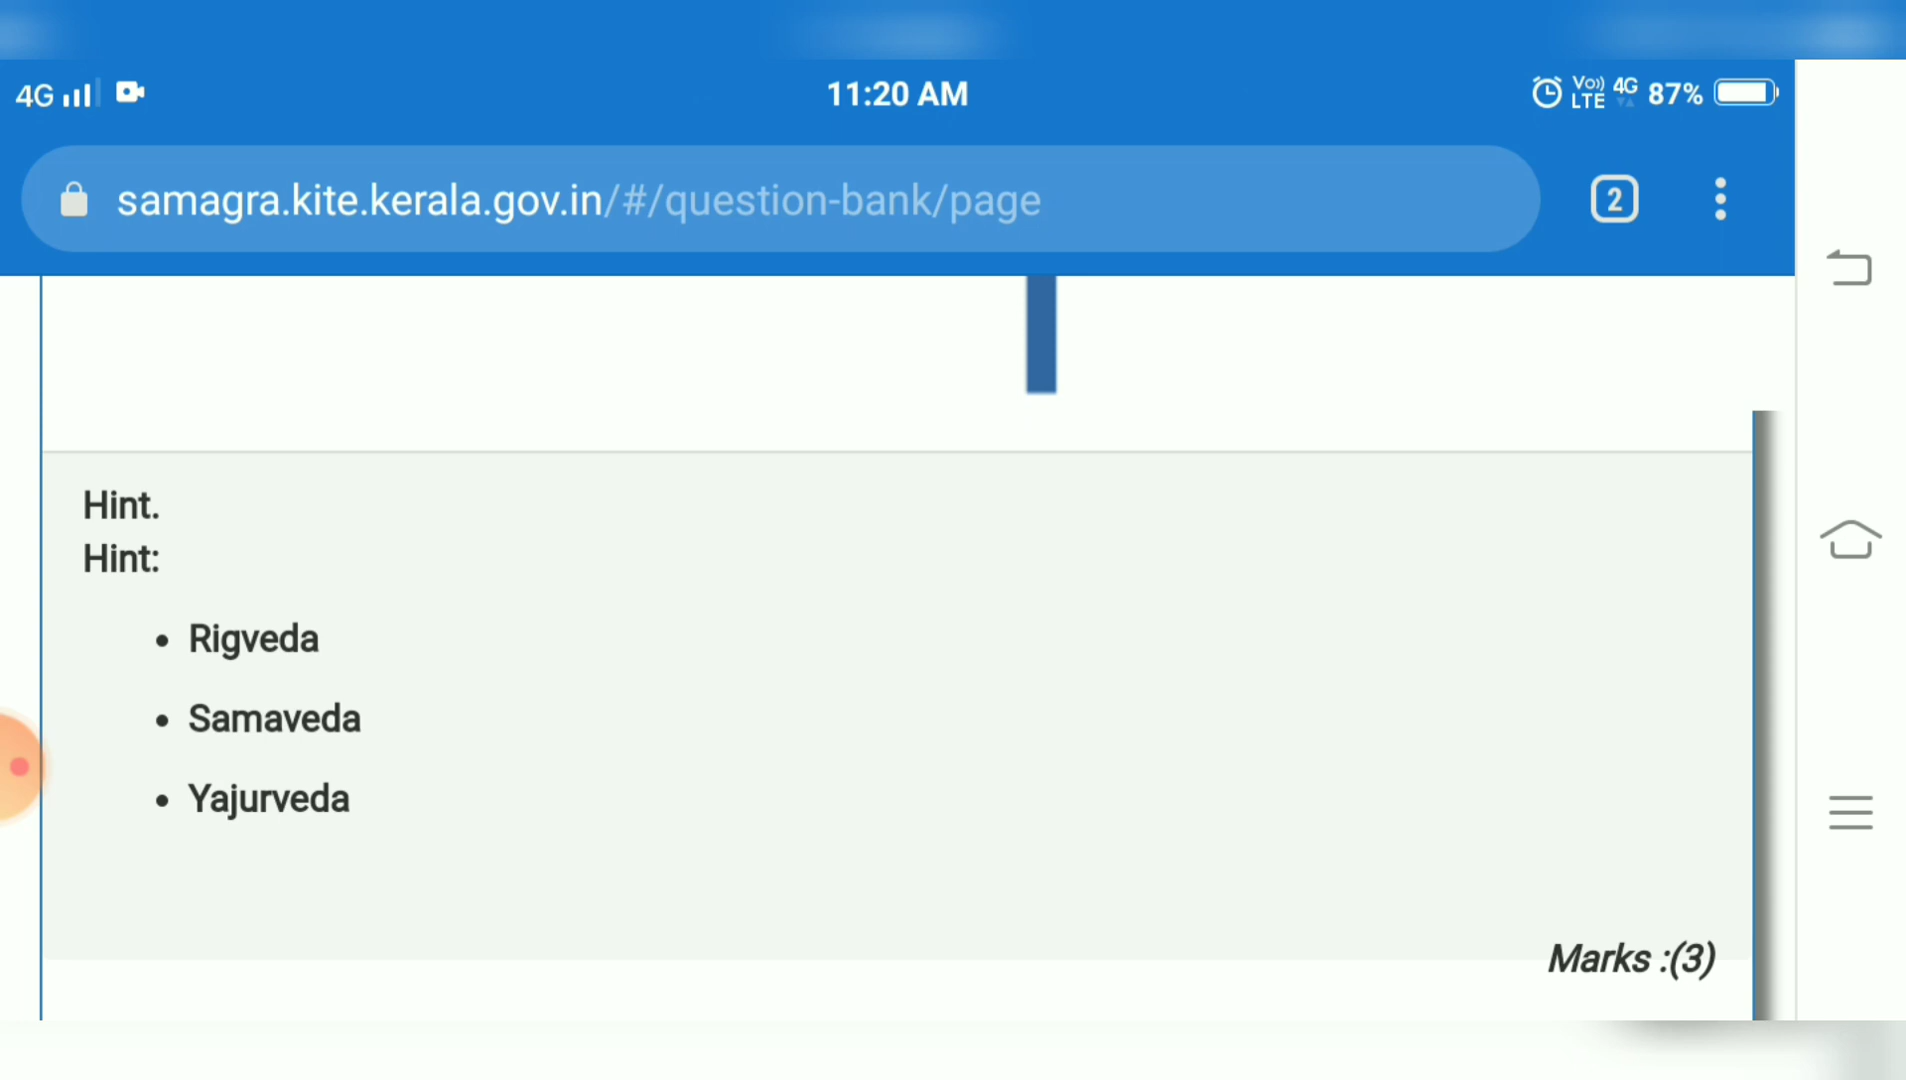 4G 11:20 AM Vo)) LTE 4G 87%
samagra.kite.kerala.gov.in/#/question-bank/page 2
Hint.
Hint:
• Rigveda
• Samaveda
• Yajurveda
Marks :(3)